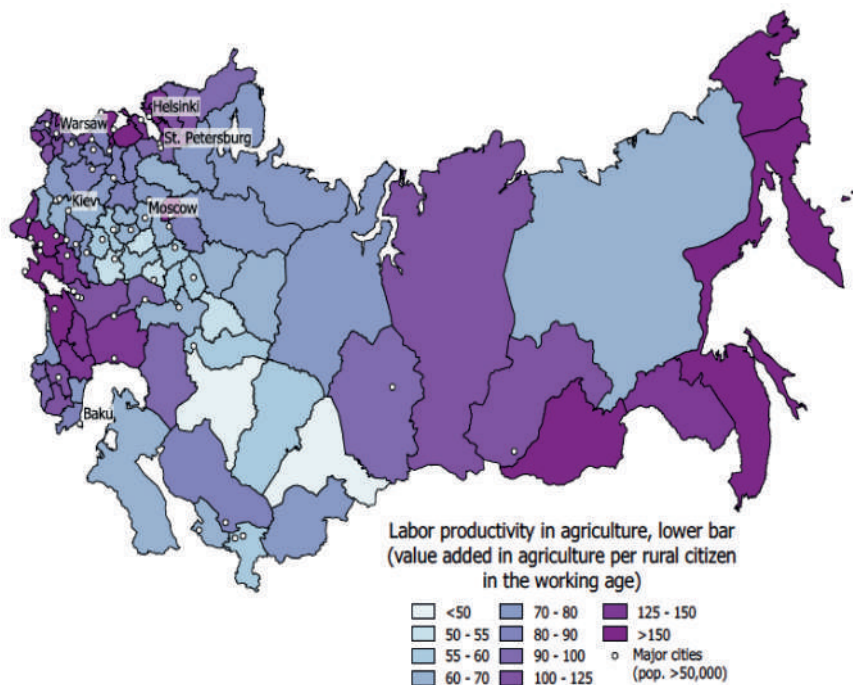 Helsinki
Warsaw
St. Petersburg
Kiev
Moscow
Baku
Labor productivity in agriculture, lower bar
(value added in agriculture per rural citizen
in the working age)
<50 70 - 80 125 - 150
50 - 55 80 - 90 >150
55 - 60 90 - 100 Major cities
60 - 70 100 - 125 (pop. >50,000)